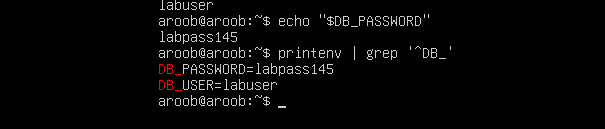 labuser
aroob@aroob:~$ echo "$DB_PASSWORD"
labpass145
aroob@aroob:~$ printenv | grep '^DB_'
DB_PASSWORD=labpass145
DB_USER=labuser
aroob@aroob:~$ _